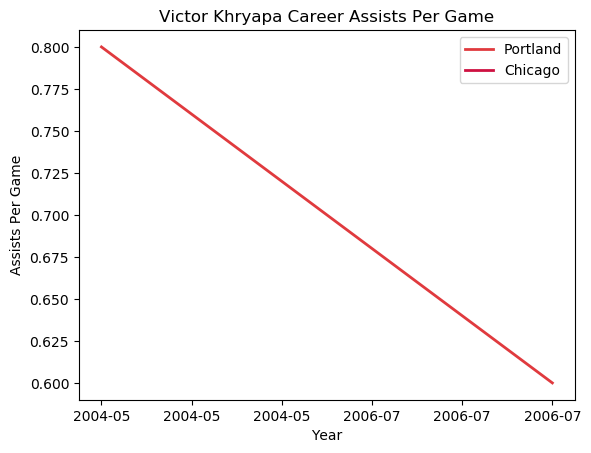 Victor Khryapa Career Assists Per Game
Portland
Chicago
0.800
0.775
0.750
0.725
0.700
0.675
0.650
0.625
0.600
Assists Per Game
2004-05 2004-05 2004-05 2006-07 2006-07 2006-07
Year